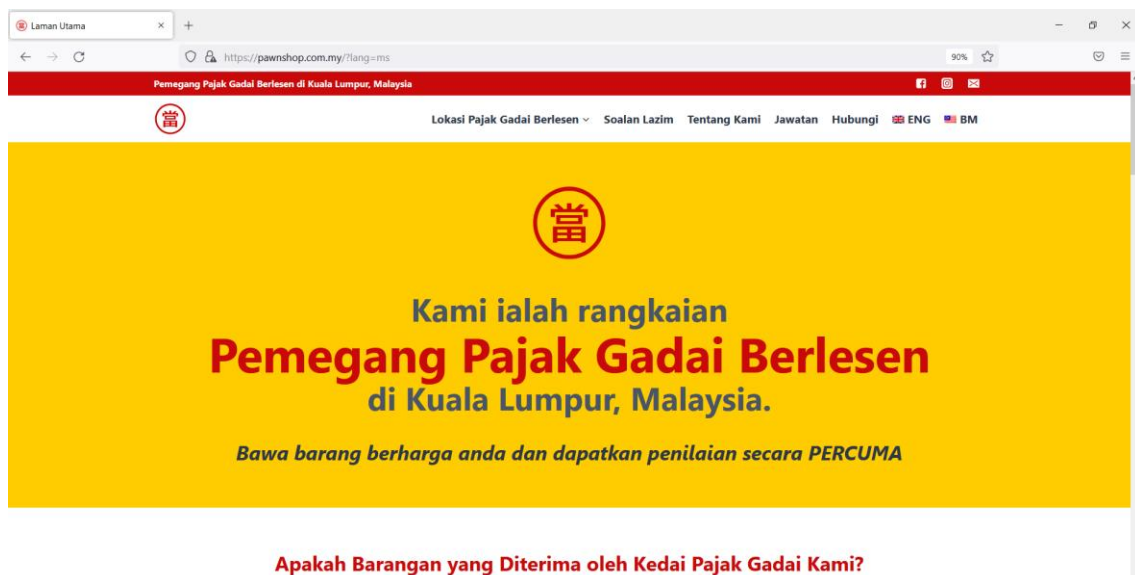 Laman Utama
https://pawnshop.com.my/?lang=ms
90%
Pemegang Pajak Gadai Berlesen di Kuala Lumpur, Malaysia
當
Lokasi Pajak Gadai Berlesen Soalan Lazim Tentang Kami Jawatan Hubungi ENG BM
當
Kami ialah rangkaian
Pemegang Pajak Gadai Berlesen
di Kuala Lumpur, Malaysia.
Bawa barang berharga anda dan dapatkan penilaian secara PERCUMA
Apakah Barangan yang Diterima oleh Kedai Pajak Gadai Kami?